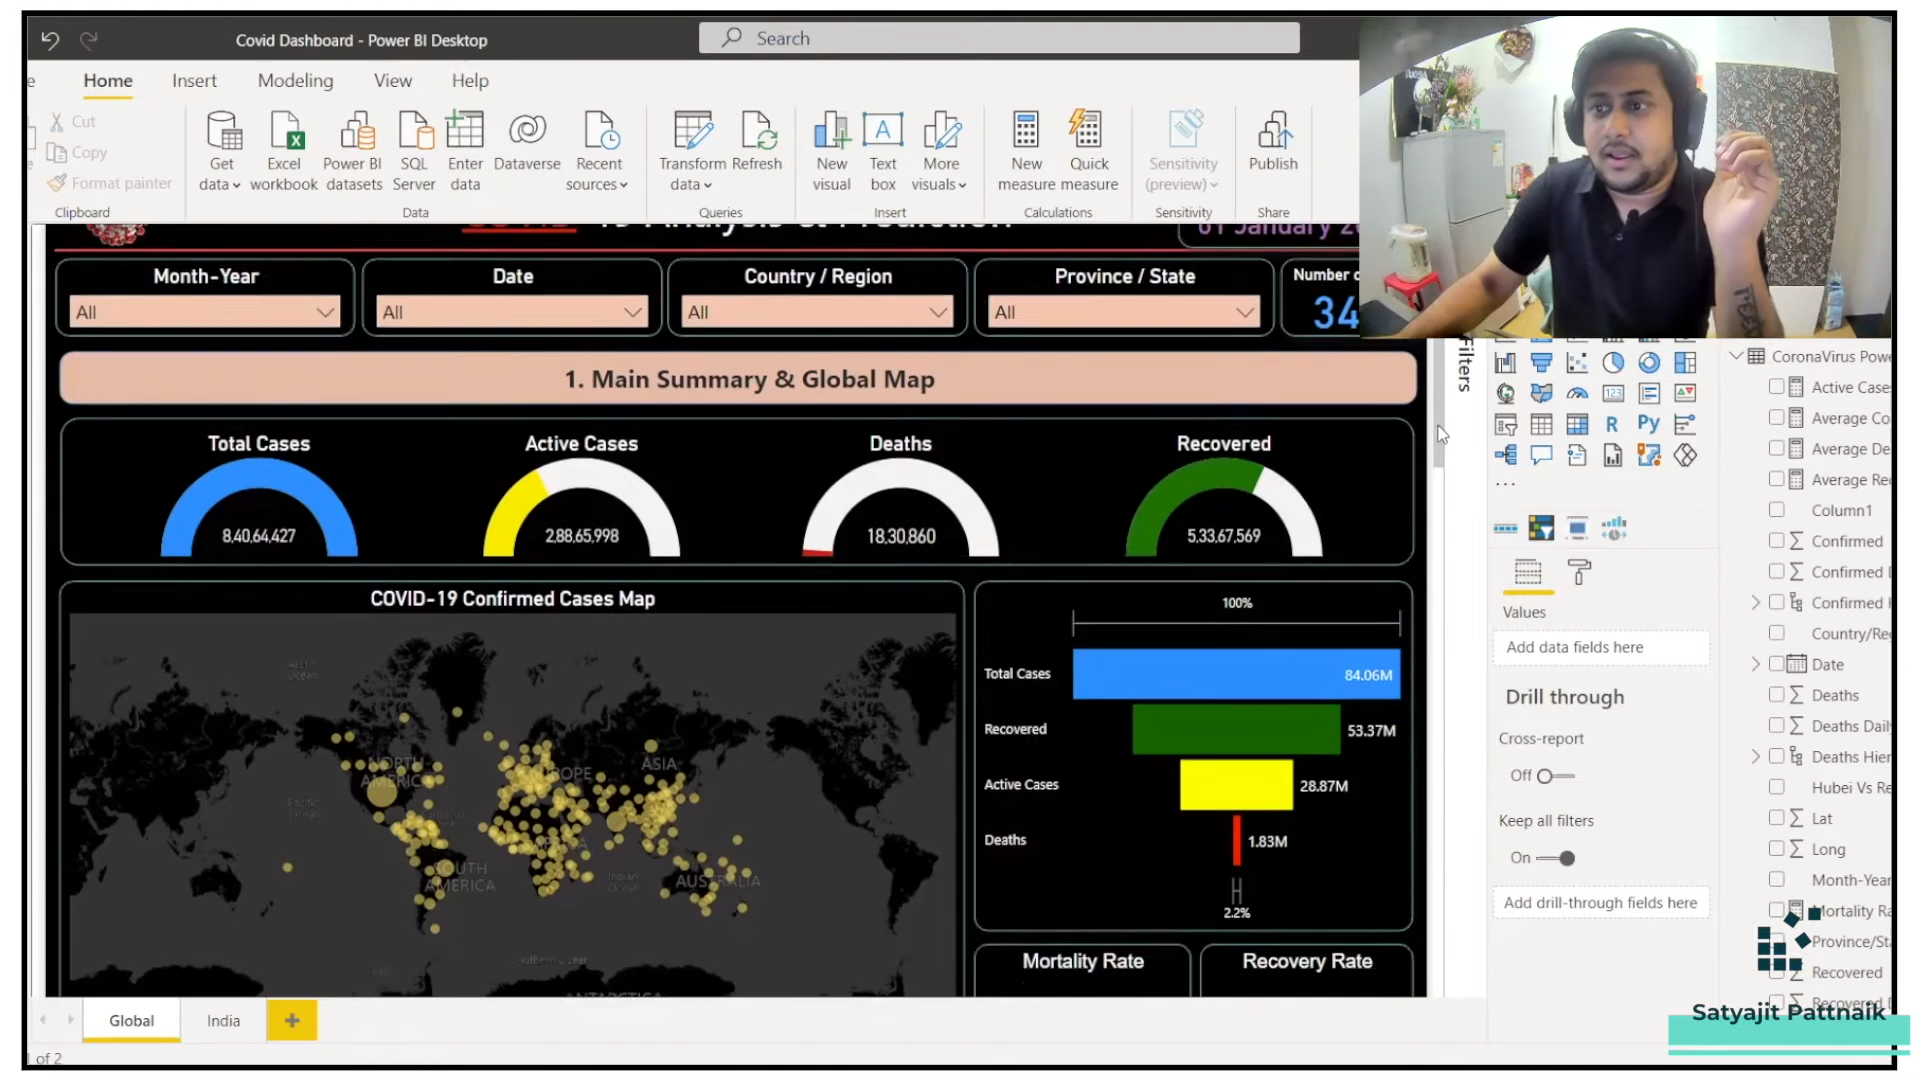 Covid Dashboard - Power BI Desktop
Search
Home Insert Modeling View Help
Cut
Copy
Format painter
Clipboard
Get data
Excel workbook
Power BI datasets
SQL Server
Enter data
Dataverse
Recent sources
Data
Transform data
Refresh
Queries
New visual
Text box
More visuals
Insert
New measure
Quick measure
Calculations
Sensitivity (preview)
Sensitivity
Publish
Share
01 January
Month-Year
All
Date
All
Country / Region
All
Province / State
All
Number
34
1. Main Summary & Global Map
Total Cases
8,40,64,427
Active Cases
2,88,65,998
Deaths
18,30,860
Recovered
5,33,67,569
COVID-19 Confirmed Cases Map
NORTH AMERICA
SOUTH AMERICA
ASIA
AUSTRALIA
100%
Total Cases 84.06M
Recovered 53.37M
Active Cases 28.87M
Deaths 1.83M
2.2%
Mortality Rate
Recovery Rate
Filters
123
R
Py
...
Values
Add data fields here
Drill through
Cross-report
Off
Keep all filters
On
Add drill-through fields here
CoronaVirus Powe
Active Case
Average Co
Average De
Average Re
Column1
Confirmed
Confirmed
Confirmed
Country/Re
Date
Deaths
Deaths Dail
Deaths Hier
Hubei Vs Re
Lat
Long
Month-Year
Mortality Ra
Province/Sta
Recovered
Recovered
Satyajit Pattnaik
Global India
1 of 2